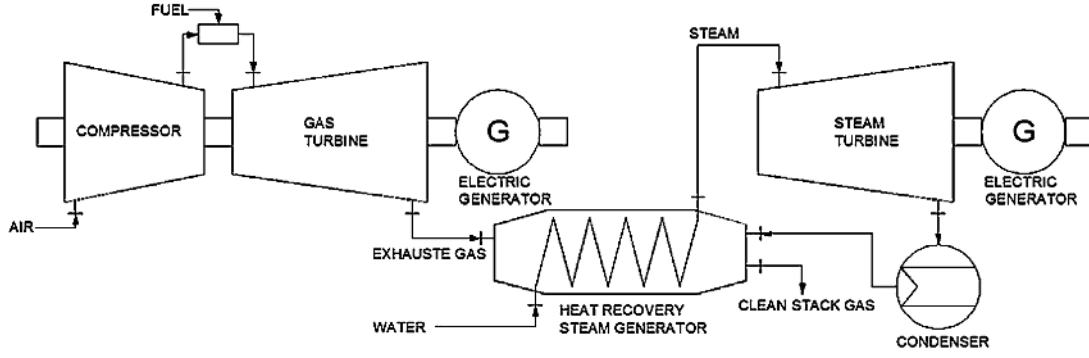 FUEL
STEAM
COMPRESSOR
GAS
TURBINE
G
STEAM
TURBINE
G
ELECTRIC
GENERATOR
ELECTRIC
GENERATOR
AIR
EXHAUSTE GAS
CLEAN STACK GAS
HEAT RECOVERY
STEAM GENERATOR
WATER
CONDENSER